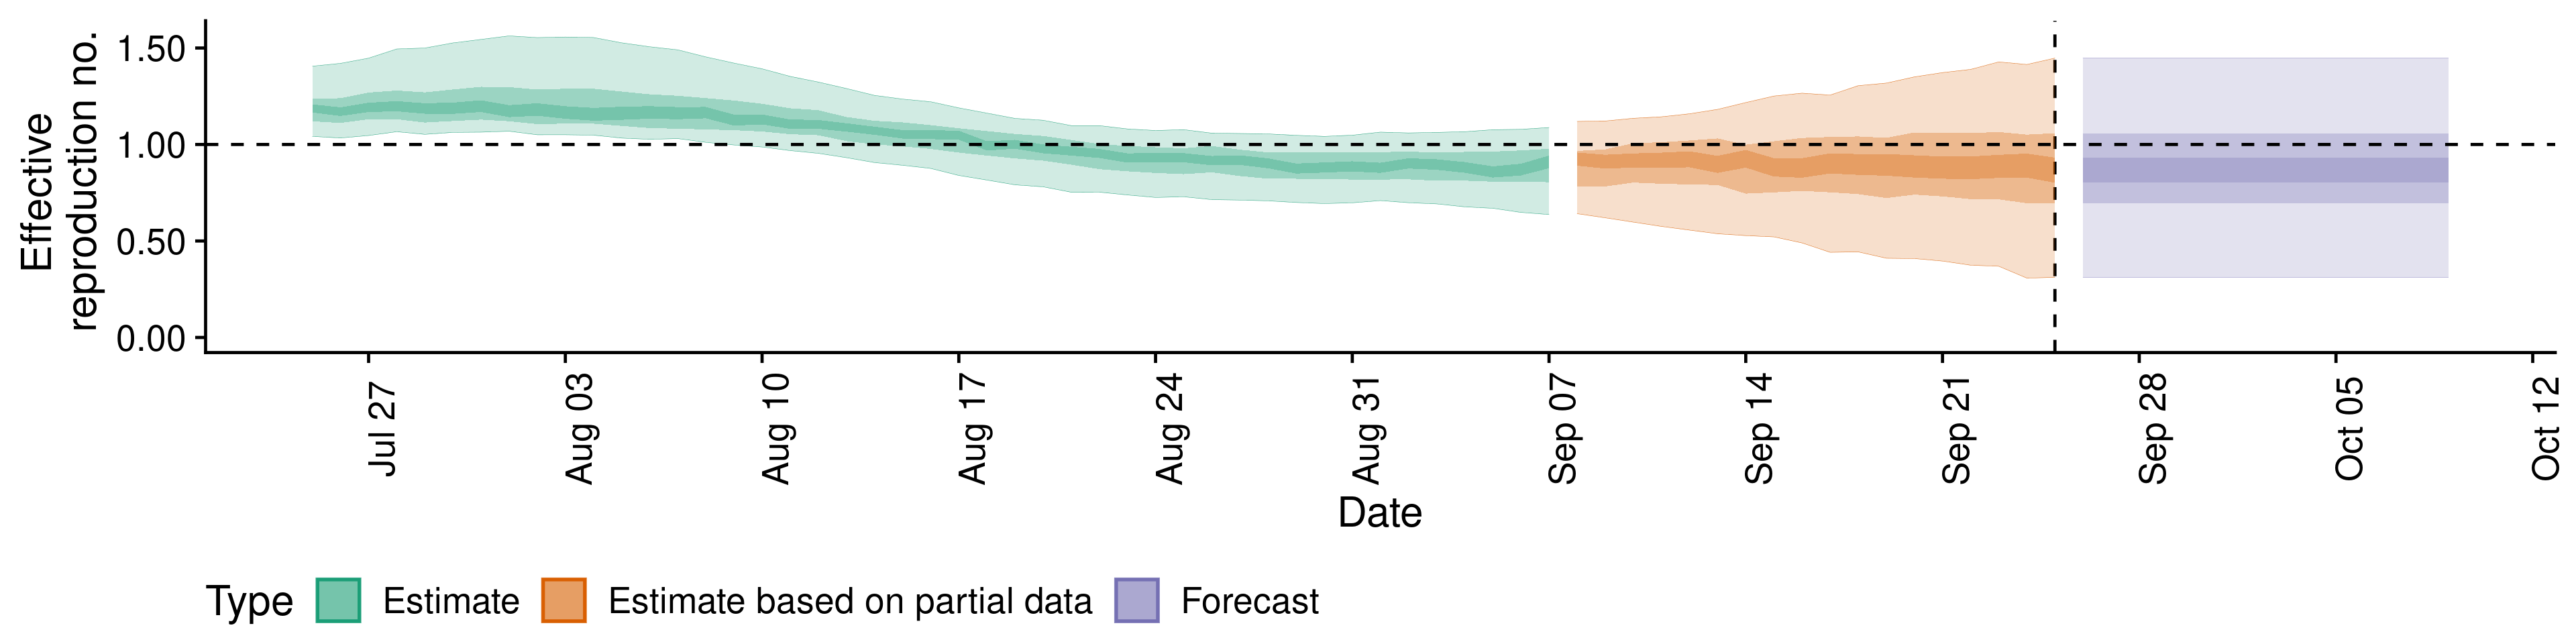 Effective
reproduction no.
1.50
1.00
0.50
0.00
Jul 27
Aug 03
Aug 10
Aug 17
Aug 24
Aug 31
Sep 07
Sep 14
Sep 21
Sep 28
Oct 05
Oct 12
Date
Type Estimate Estimate based on partial data Forecast